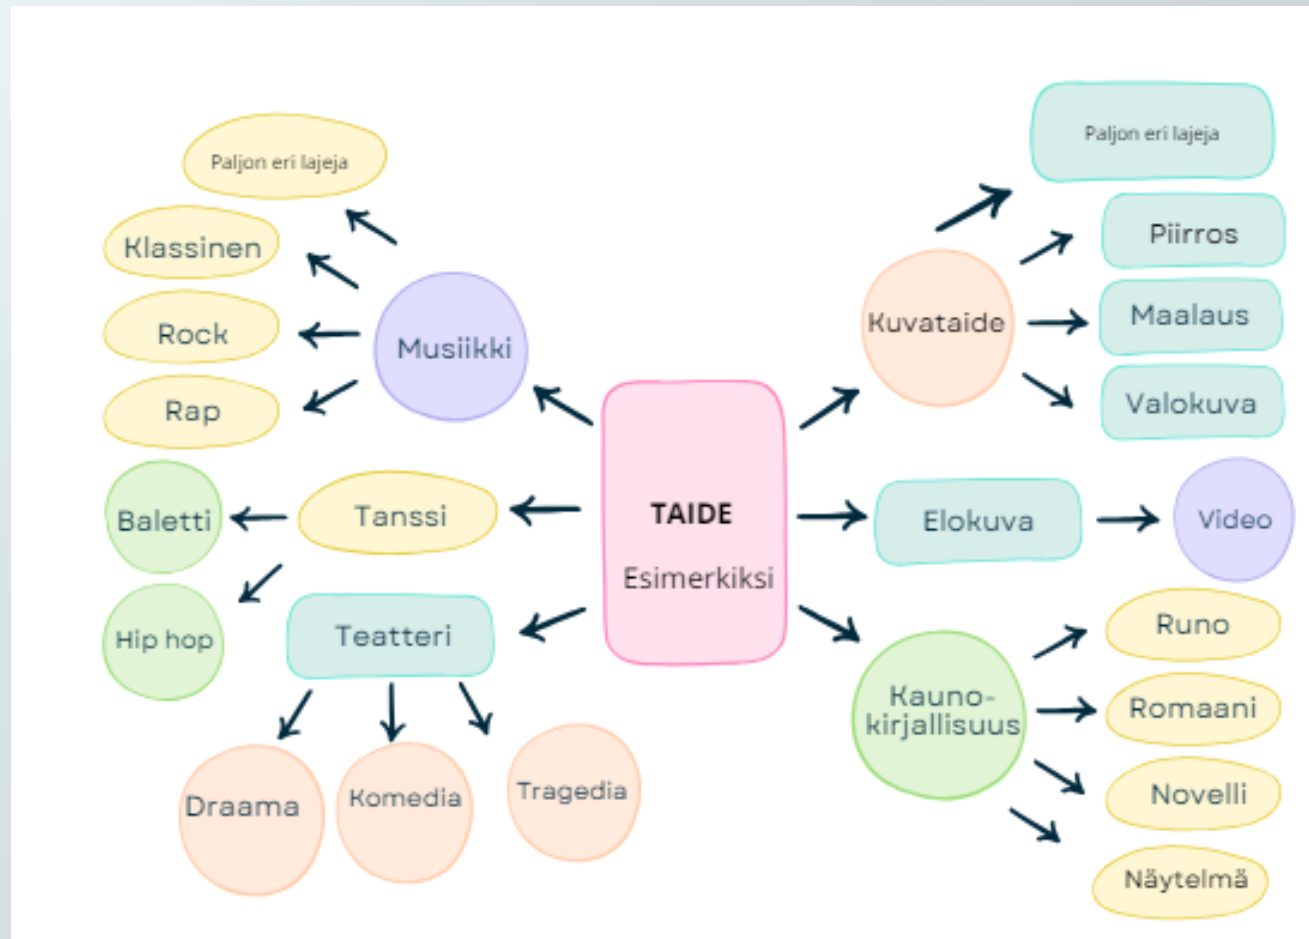 Paljon eri lajeja
Klassinen
Rock
Rap
Musiikki
Baletti
Tanssi
Hip hop
Teatteri
Draama
Komedia
Tragedia
TAIDE
Esimerkiksi
Kuvataide
Paljon eri lajeja
Piirros
Maalaus
Valokuva
Elokuva
Video
Kauno-
kirjallisuus
Runo
Romaani
Novelli
Näytelmä